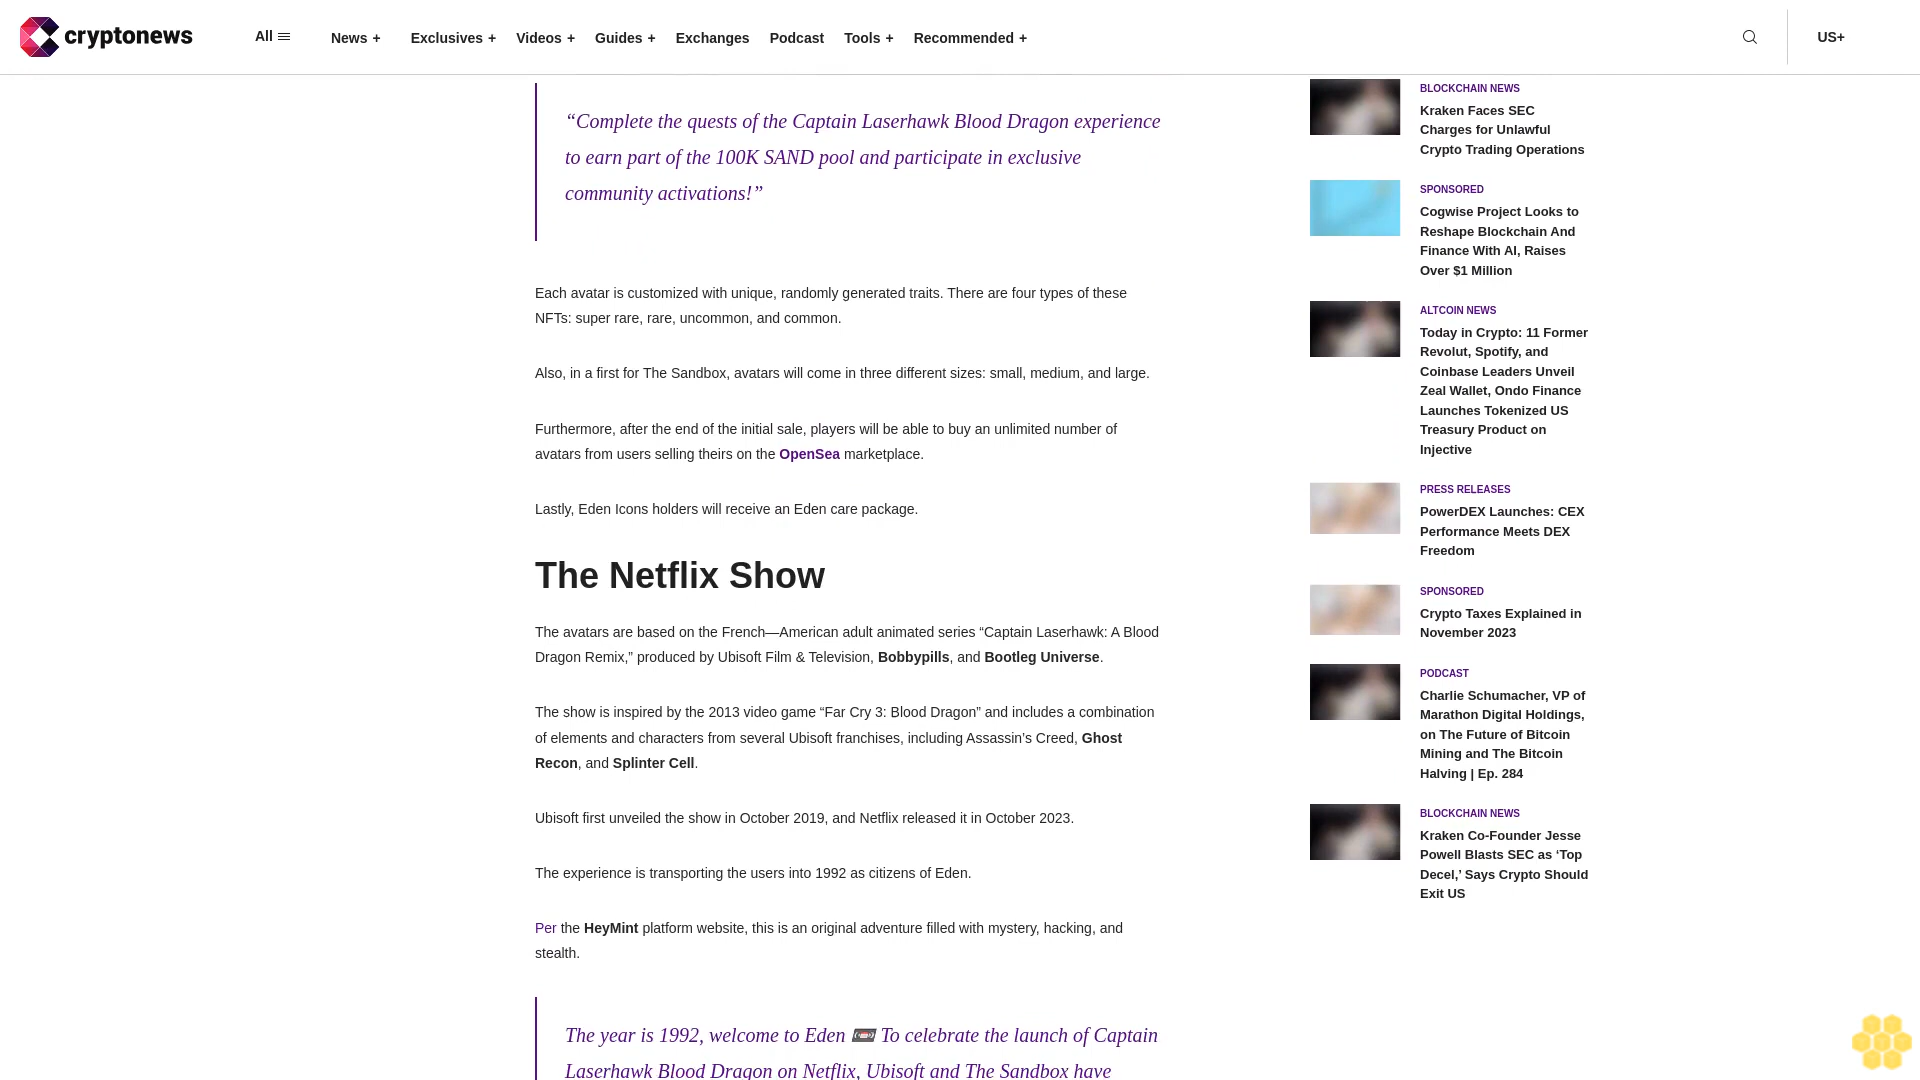 cryptonews
All
News +
Exclusives +
Videos +
Guides +
Exchanges
Podcast
Tools +
Recommended +
US+
“Complete the quests of the Captain Laserhawk Blood Dragon experience
to earn part of the 100K SAND pool and participate in exclusive
community activations!”
Each avatar is customized with unique, randomly generated traits. There are four types of these
NFTs: super rare, rare, uncommon, and common.
Also, in a first for The Sandbox, avatars will come in three different sizes: small, medium, and large.
Furthermore, after the end of the initial sale, players will be able to buy an unlimited number of
avatars from users selling theirs on the OpenSea marketplace.
Lastly, Eden Icons holders will receive an Eden care package.
The Netflix Show
The avatars are based on the French—American adult animated series “Captain Laserhawk: A Blood
Dragon Remix,” produced by Ubisoft Film & Television, Bobbypills, and Bootleg Universe.
The show is inspired by the 2013 video game “Far Cry 3: Blood Dragon” and includes a combination
of elements and characters from several Ubisoft franchises, including Assassin’s Creed, Ghost
Recon, and Splinter Cell.
Ubisoft first unveiled the show in October 2019, and Netflix released it in October 2023.
The experience is transporting the users into 1992 as citizens of Eden.
Per the HeyMint platform website, this is an original adventure filled with mystery, hacking, and
stealth.
The year is 1992, welcome to Eden 📼 To celebrate the launch of Captain
Laserhawk Blood Dragon on Netflix, Ubisoft and The Sandbox have
BLOCKCHAIN NEWS
Kraken Faces SEC
Charges for Unlawful
Crypto Trading Operations
SPONSORED
Cogwise Project Looks to
Reshape Blockchain And
Finance With AI, Raises
Over $1 Million
ALTCOIN NEWS
Today in Crypto: 11 Former
Revolut, Spotify, and
Coinbase Leaders Unveil
Zeal Wallet, Ondo Finance
Launches Tokenized US
Treasury Product on
Injective
PRESS RELEASES
PowerDEX Launches: CEX
Performance Meets DEX
Freedom
SPONSORED
Crypto Taxes Explained in
November 2023
PODCAST
Charlie Schumacher, VP of
Marathon Digital Holdings,
on The Future of Bitcoin
Mining and The Bitcoin
Halving | Ep. 284
BLOCKCHAIN NEWS
Kraken Co-Founder Jesse
Powell Blasts SEC as ‘Top
Decel,’ Says Crypto Should
Exit US